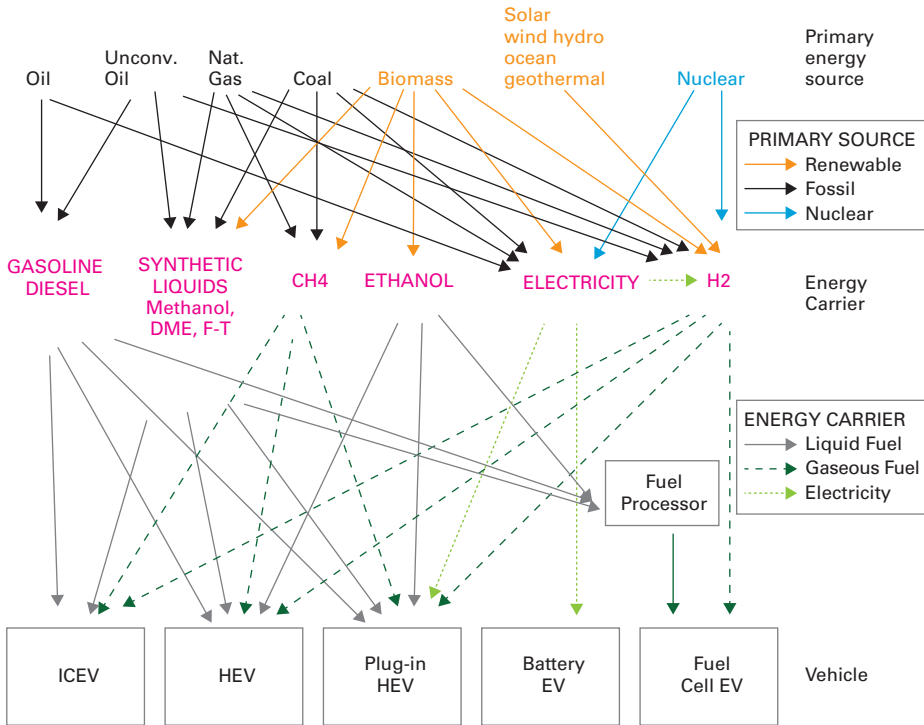 Oil
Unconv.
Oil
Nat.
Gas
Coal
Biomass
Solar
wind hydro
ocean
geothermal
Nuclear
Primary
energy
source
PRIMARY SOURCE
Renewable
Fossil
Nuclear
GASOLINE
DIESEL
SYNTHETIC
LIQUIDS
Methanol,
DME, F-T
CH4
ETHANOL
ELECTRICITY
H2
Energy
Carrier
ENERGY CARRIER
Liquid Fuel
Gaseous Fuel
Electricity
Fuel
Processor
ICEV
HEV
Plug-in
HEV
Battery
EV
Fuel
Cell EV
Vehicle